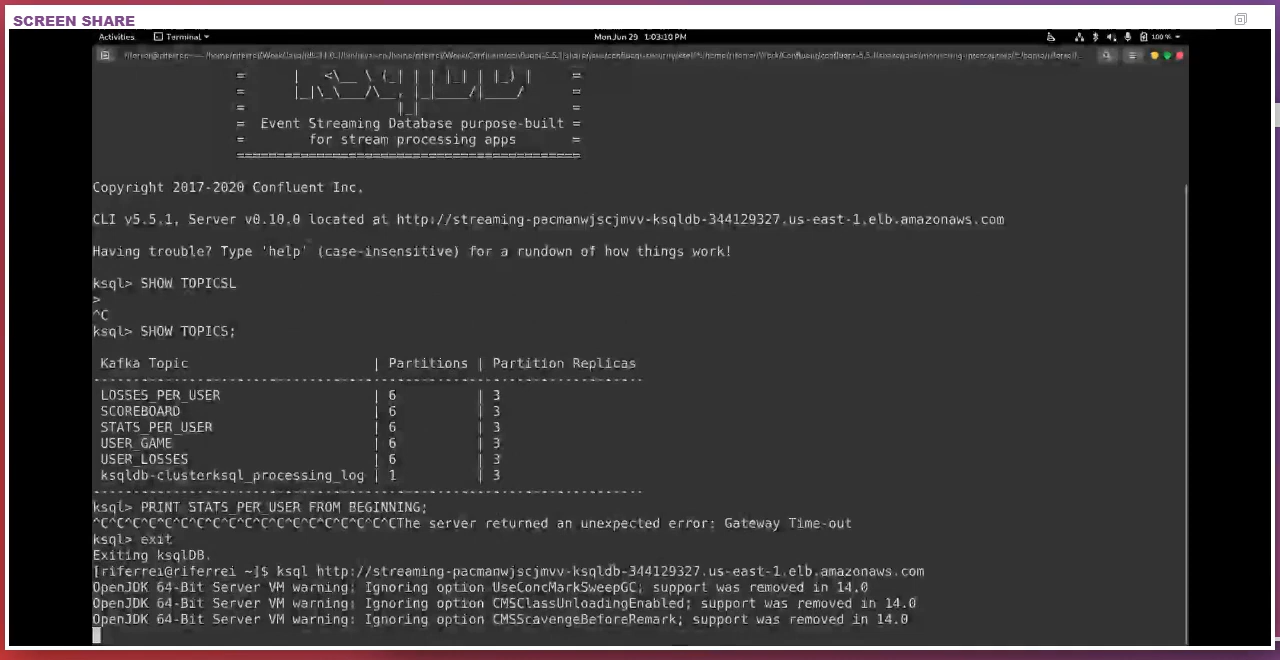 SCREEN SHARE
Activities Terminal Mon Jun 29 1:03:10 PM 100 %
= Event Streaming Database purpose-built =
= for stream processing apps =
===========================================
Copyright 2017-2020 Confluent Inc.
CLI v5.5.1, Server v0.10.0 located at http://streaming-pacmanwjscjmvv-ksqldb-344129327.us-east-1.elb.amazonaws.com
Having trouble? Type 'help' (case-insensitive) for a rundown of how things work!
ksql> SHOW TOPICSL
>
^C
ksql> SHOW TOPICS;
Kafka Topic | Partitions | Partition Replicas
LOSSES_PER_USER | 6 | 3
SCOREBOARD | 6 | 3
STATS_PER_USER | 6 | 3
USER_GAME | 6 | 3
USER_LOSSES | 6 | 3
ksqldb-clusterksql_processing_log | 1 | 3
ksql> PRINT STATS_PER_USER FROM BEGINNING;
^C^C^C^C^C^C^C^C^C^C^C^C^C^C^C^C^C^C^CThe server returned an unexpected error: Gateway Time-out
ksql> exit
Exiting ksqlDB.
[riferrei@riferrei ~]$ ksql http://streaming-pacmanwjscjmvv-ksqldb-344129327.us-east-1.elb.amazonaws.com
OpenJDK 64-Bit Server VM warning: Ignoring option UseConcMarkSweepGC; support was removed in 14.0
OpenJDK 64-Bit Server VM warning: Ignoring option CMSClassUnloadingEnabled; support was removed in 14.0
OpenJDK 64-Bit Server VM warning: Ignoring option CMSScavengeBeforeRemark; support was removed in 14.0